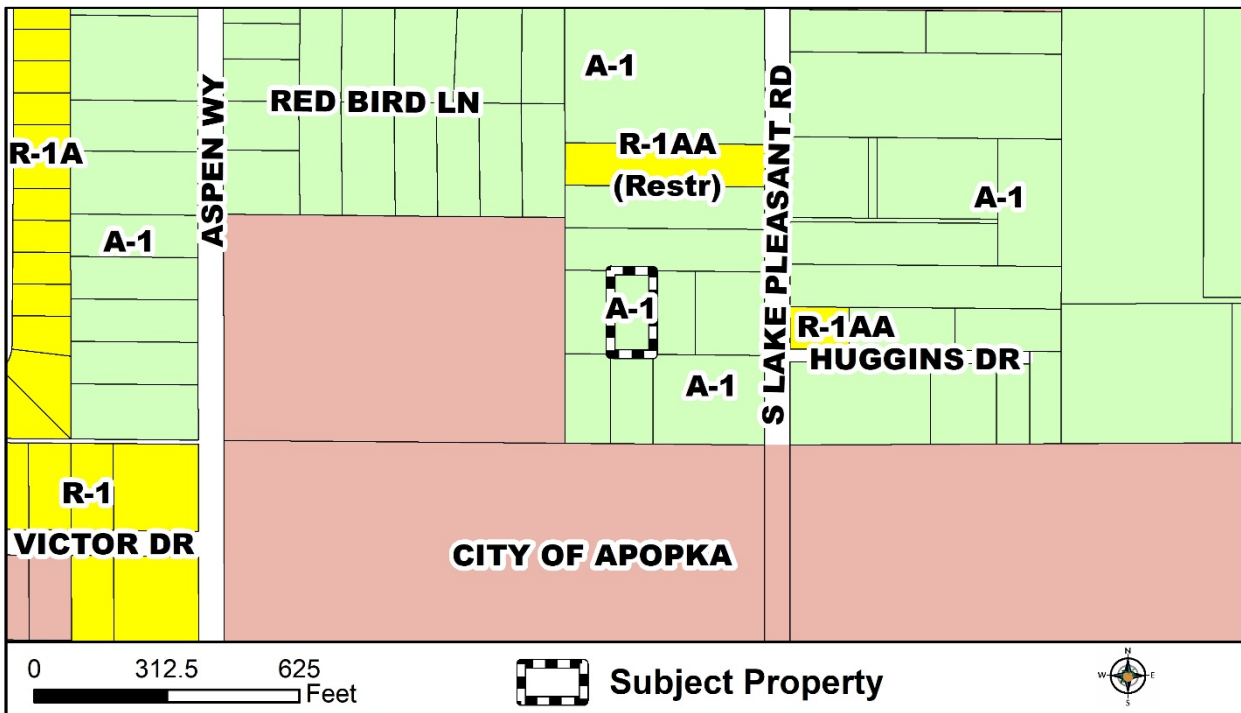 A-1
S LAKE PLEASANT RD
ASPEN WY
RED BIRD LN
R-1A
R-1AA
(Restr)
A-1
A-1
A-1
R-1AA
HUGGINS DR
A-1
R-1
VICTOR DR
CITY OF APOPKA
0 312.5 625
Feet
Subject Property
N
W E
S